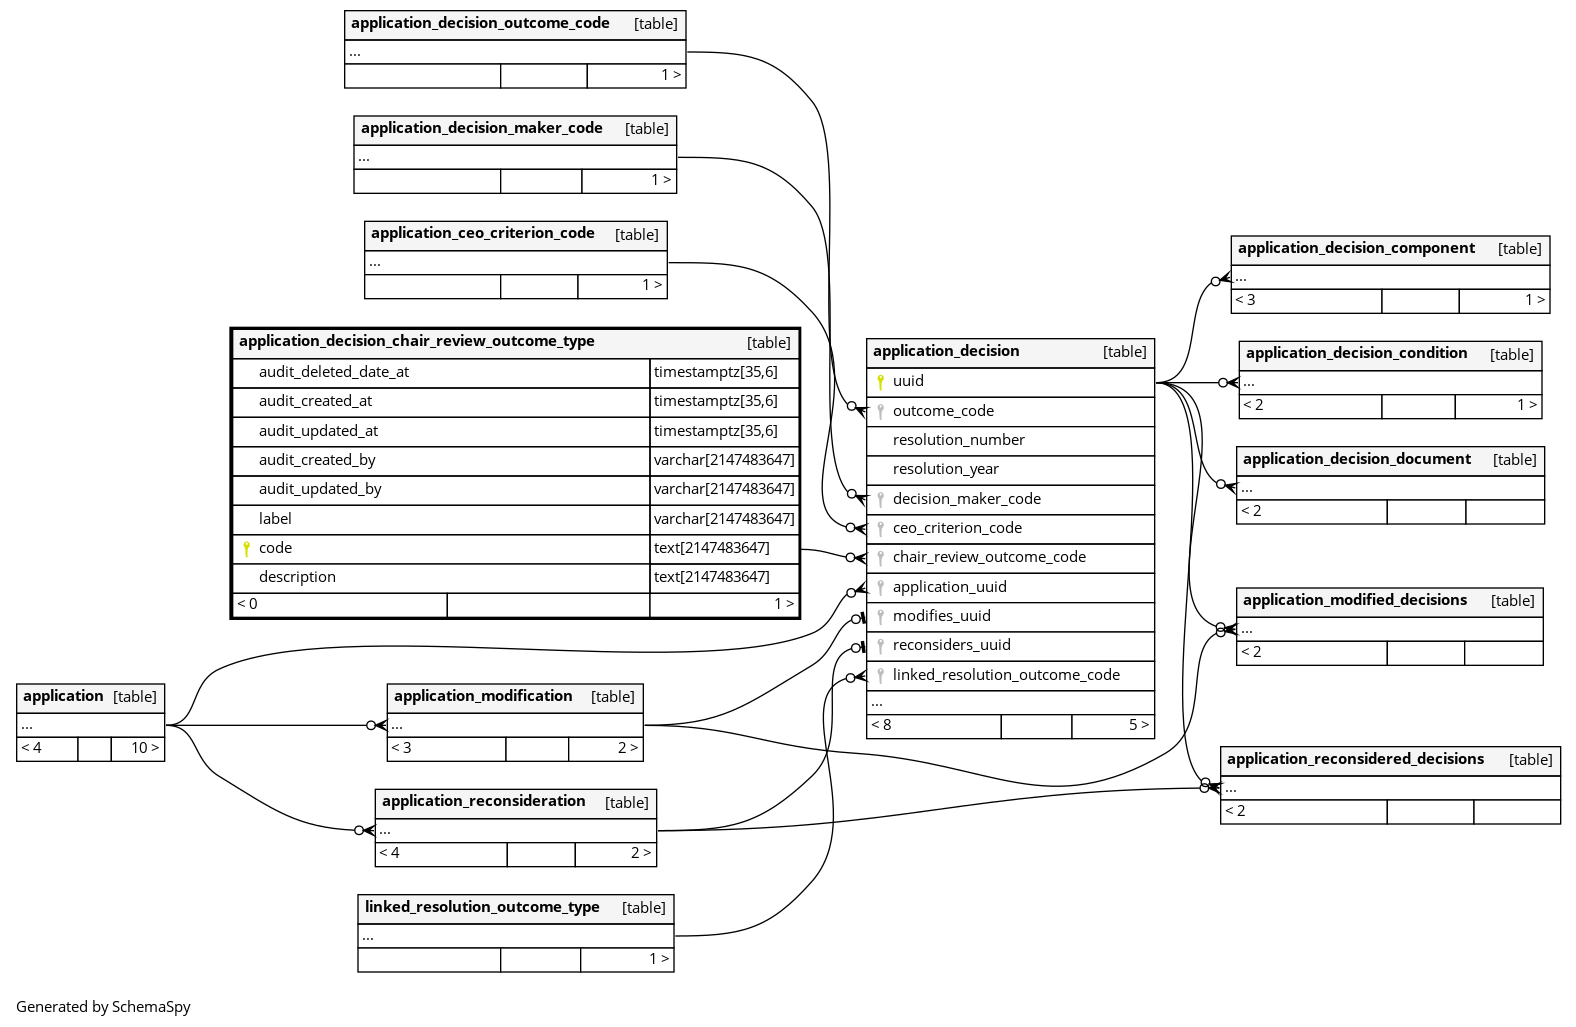 application_decision_outcome_code [table]
...
1 >
application_decision_maker_code [table]
...
1 >
application_ceo_criterion_code [table]
...
1 >
application_decision_chair_review_outcome_type [table]
audit_deleted_date_at timestamptz[35,6]
audit_created_at timestamptz[35,6]
audit_updated_at timestamptz[35,6]
audit_created_by varchar[2147483647]
audit_updated_by varchar[2147483647]
label varchar[2147483647]
code text[2147483647]
description text[2147483647]
< 0 1 >
application [table]
...
< 4 10 >
application_modification [table]
...
< 3 2 >
application_reconsideration [table]
...
< 4 2 >
linked_resolution_outcome_type [table]
...
1 >
application_decision [table]
uuid
outcome_code
resolution_number
resolution_year
decision_maker_code
ceo_criterion_code
chair_review_outcome_code
application_uuid
modifies_uuid
reconsiders_uuid
linked_resolution_outcome_code
...
< 8 5 >
application_decision_component [table]
...
< 3 1 >
application_decision_condition [table]
...
< 2 1 >
application_decision_document [table]
...
< 2
application_modified_decisions [table]
...
< 2
application_reconsidered_decisions [table]
...
< 2
Generated by SchemaSpy